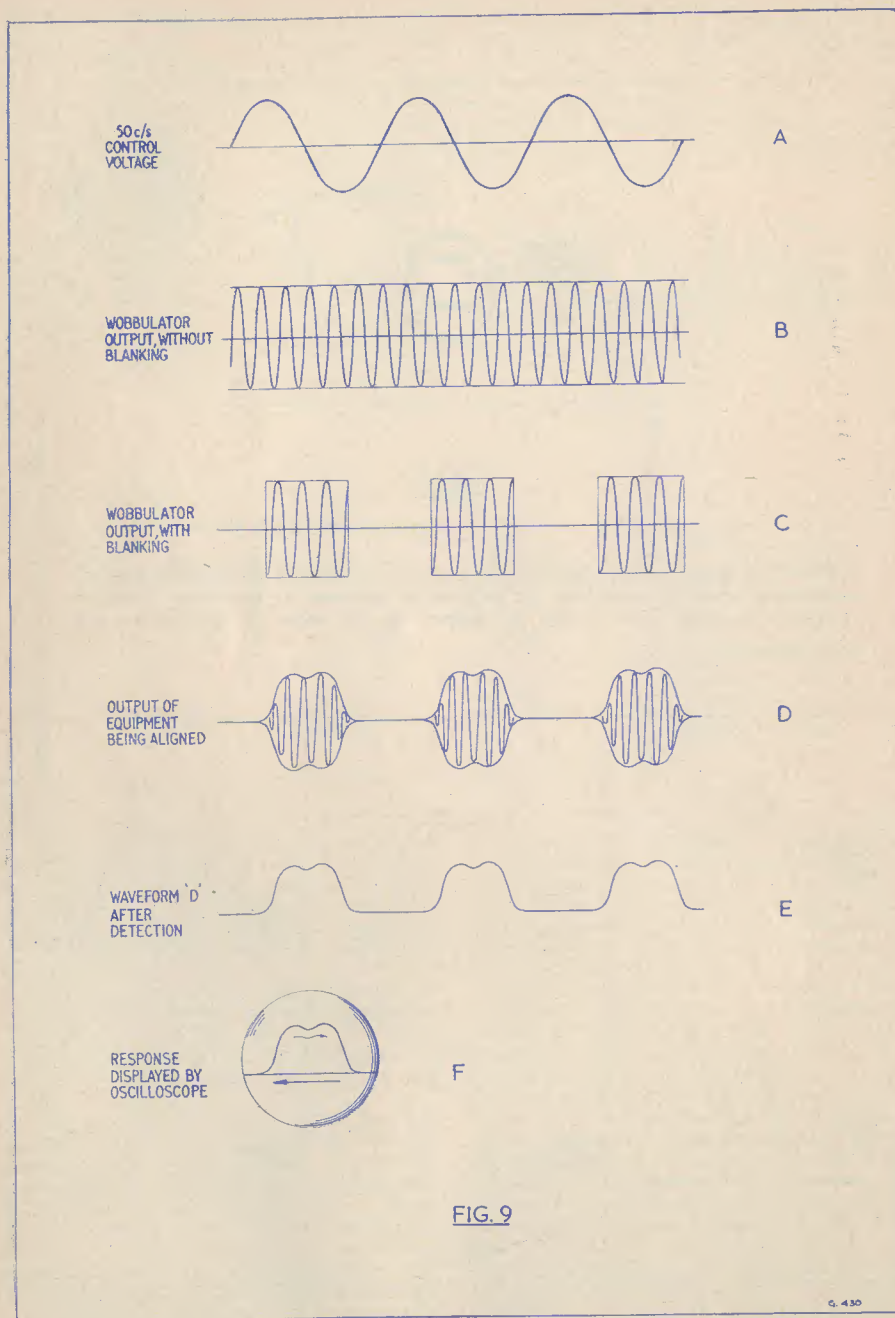 50c/s
CONTROL
VOLTAGE
A
WOBBULATOR
OUTPUT, WITHOUT
BLANKING
B
WOBBULATOR
OUTPUT, WITH
BLANKING
C
OUTPUT OF
EQUIPMENT
BEING ALIGNED
D
WAVEFORM 'D'
AFTER
DETECTION
E
RESPONSE
DISPLAYED BY
OSCILLOSCOPE
F
FIG. 9
G. 430